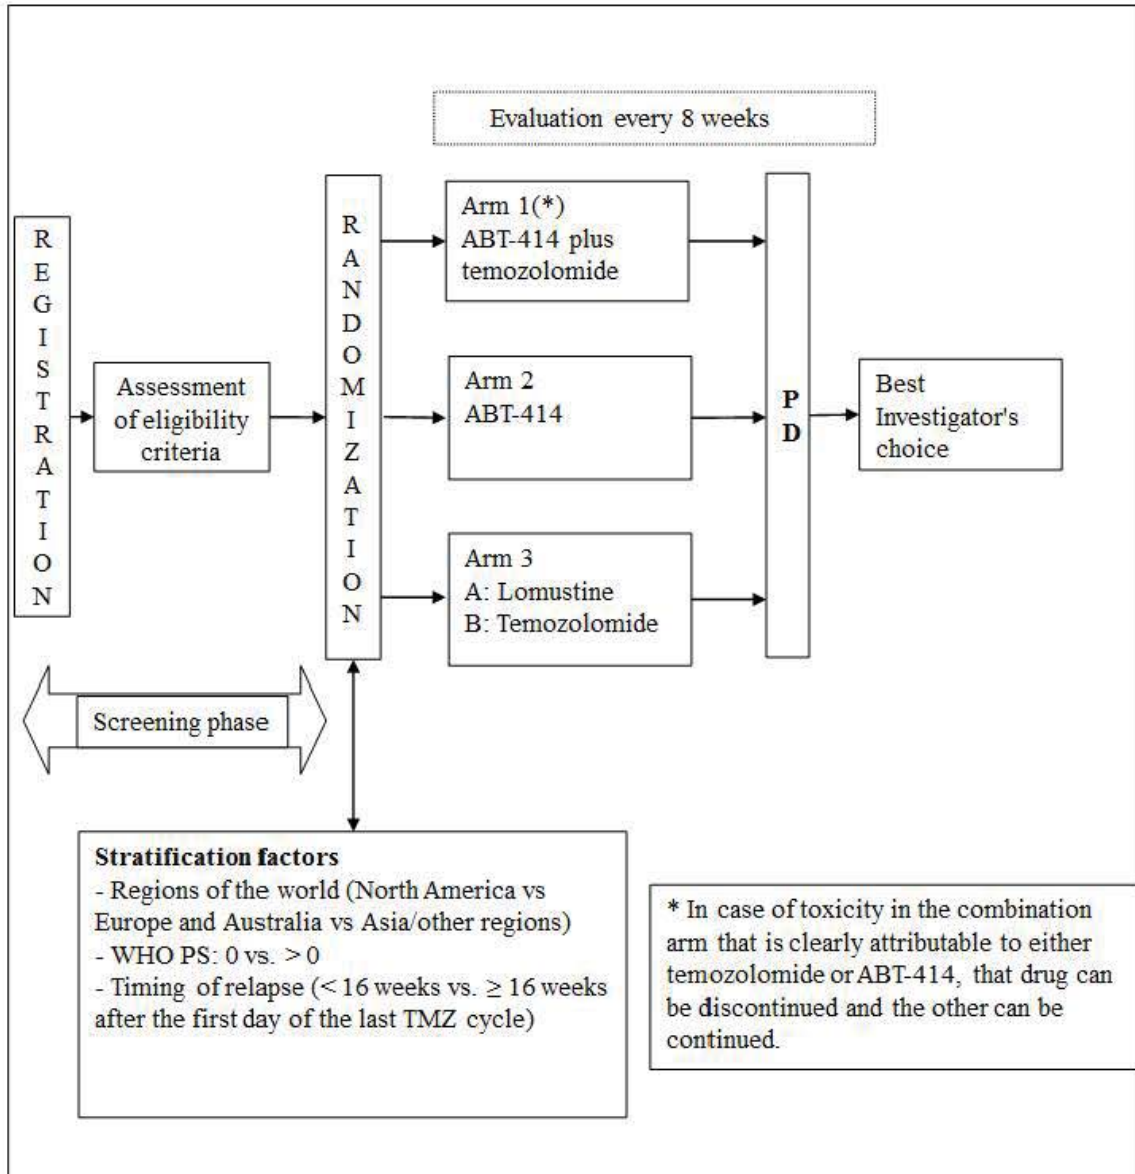 Evaluation every 8 weeks
REGISTRATION
Assessment
of eligibility
criteria
RANDOMIZATION
Arm 1(*)
ABT-414 plus
temozolomide
Arm 2
ABT-414
Arm 3
A: Lomustine
B: Temozolomide
PD
Best
Investigator's
choice
Screening phase
Stratification factors
- Regions of the world (North America vs
Europe and Australia vs Asia/other regions)
- WHO PS: 0 vs. > 0
- Timing of relapse (< 16 weeks vs. ≥ 16 weeks
after the first day of the last TMZ cycle)
* In case of toxicity in the combination
arm that is clearly attributable to either
temozolomide or ABT-414, that drug can
be discontinued and the other can be
continued.